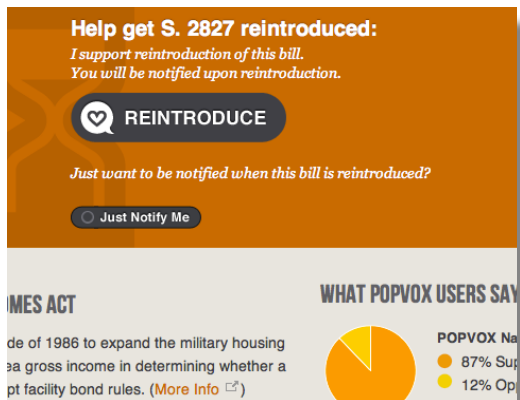 Help get S. 2827 reintroduced:
I support reintroduction of this bill.
You will be notified upon reintroduction.
REINTRODUCE
Just want to be notified when this bill is reintroduced?
Just Notify Me
OMES ACT
de of 1986 to expand the military housing
ea gross income in determining whether a
pt facility bond rules. (More Info)
WHAT POPVOX USERS SAY
POPVOX Na
87% Sup
12% Opp